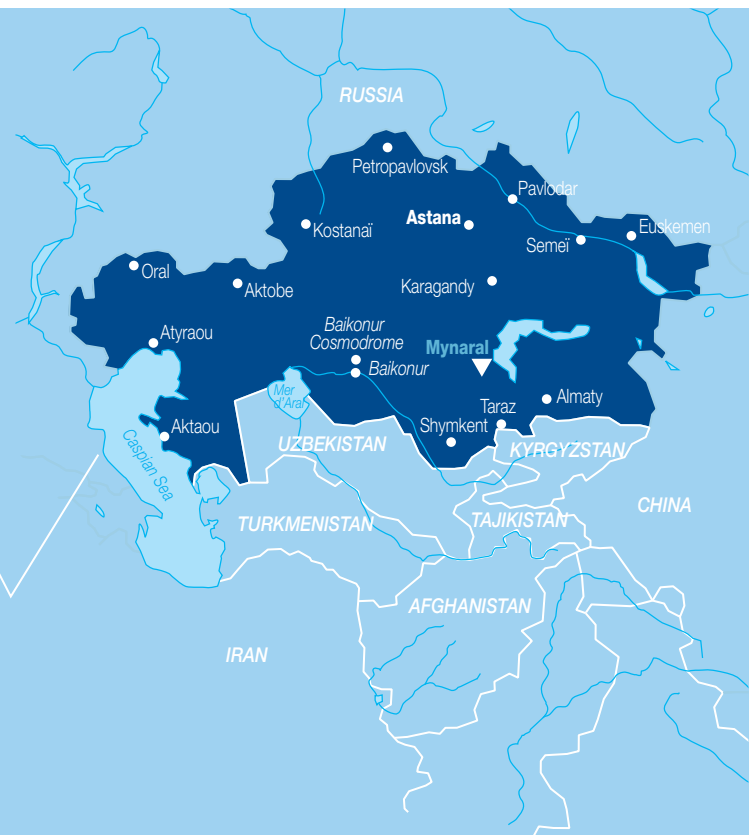 RUSSIA
Petropavlovsk
Pavlodar
Kostanaï
Astana
Euskemen
Semeï
Oral
Aktobe
Karagandy
Baikonur
Cosmodrome
Atyraou
Mynaral
Baikonur
Mer
d'Aral
Almaty
Taraz
Aktaou
Shymkent
Caspian Sea
UZBEKISTAN
KYRGYZSTAN
CHINA
TURKMENISTAN
TAJIKISTAN
AFGHANISTAN
IRAN